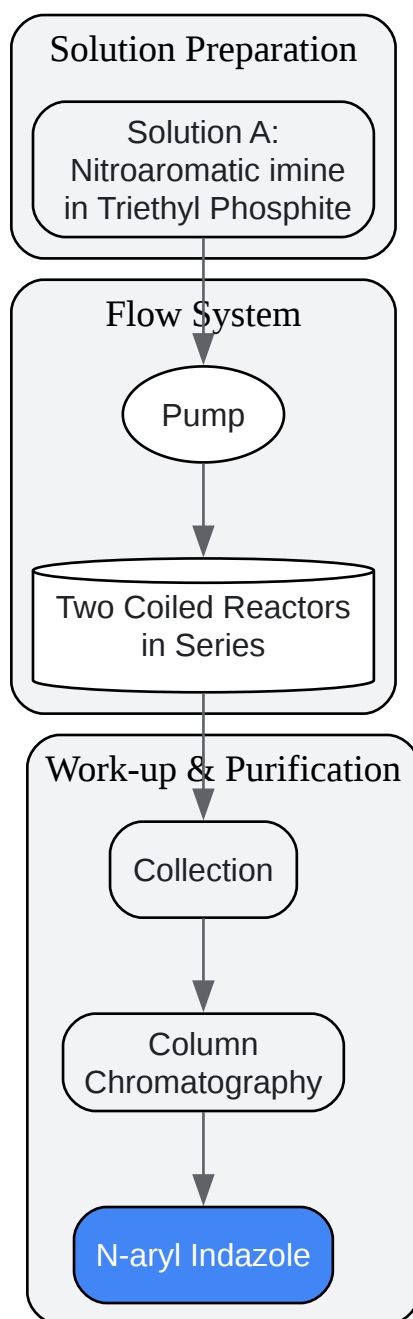 Solution Preparation
Solution A:
Nitroaromatic imine
in Triethyl Phosphite
Flow System
Pump
Two Coiled Reactors
in Series
Work-up & Purification
Collection
Column
Chromatography
N-aryl Indazole